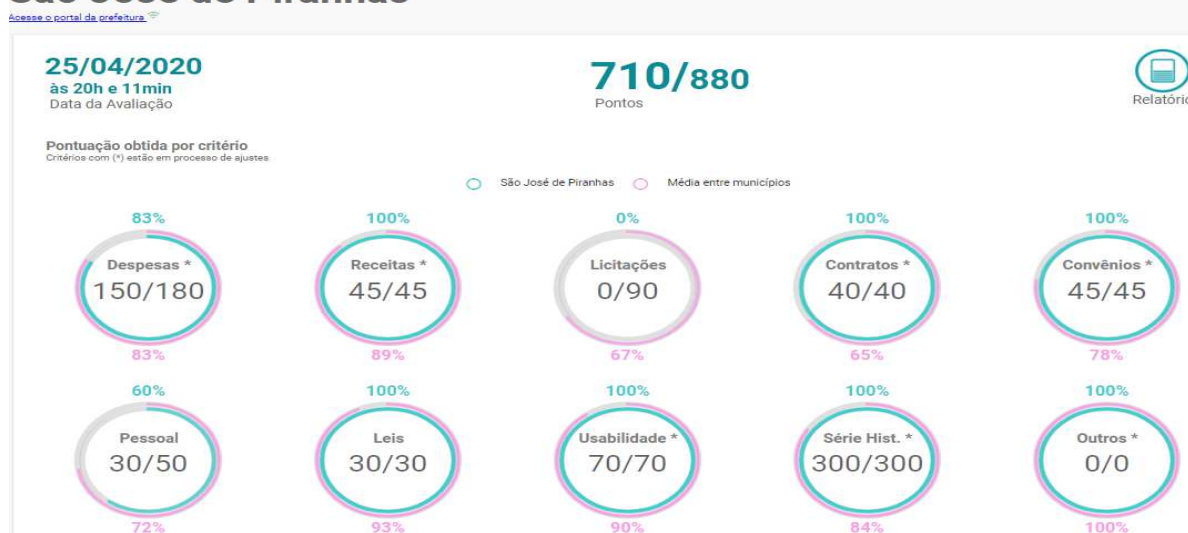 São José de Piranhas
Acesse o portal da prefeitura
25/04/2020
às 20h e 11min
Data da Avaliação
710/880
Pontos
Relatório
Pontuação obtida por critério
Critérios com (*) estão em processo de ajustes
São José de Piranhas Média entre municípios
83% 100% 0% 100% 100%
Despesas * Receitas * Licitações Contratos * Convênios *
150/180 45/45 0/90 40/40 45/45
83% 89% 67% 65% 78%
60% 100% 100% 100% 100%
Pessoal Leis Usabilidade * Série Hist. * Outros *
30/50 30/30 70/70 300/300 0/0
72% 93% 90% 84% 100%